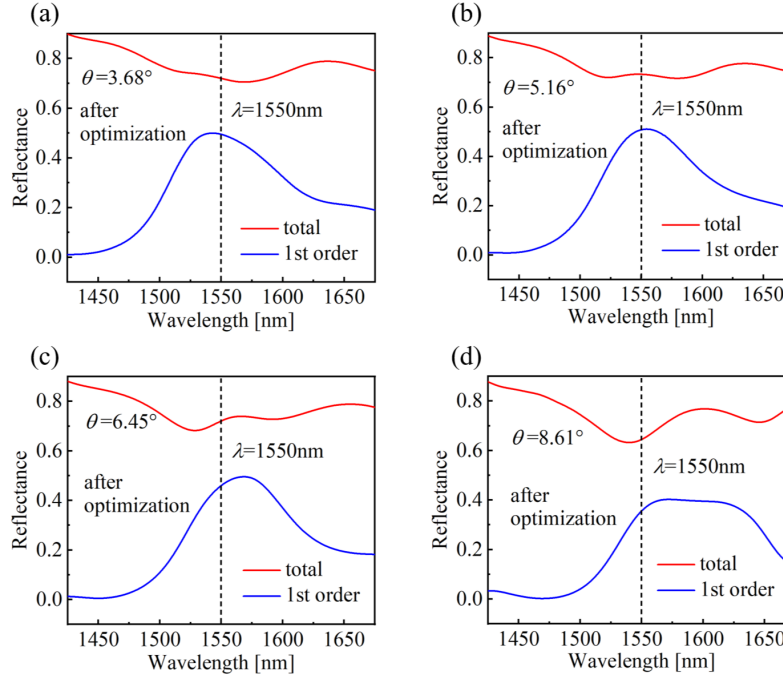 (a)
0.8
0.6
0.4
0.2
0.0
Reflectance
θ=3.68°
after
optimization
λ=1550nm
total
1st order
1450 1500 1550 1600 1650
Wavelength [nm]
(b)
0.8
0.6
0.4
0.2
0.0
Reflectance
θ=5.16°
after
optimization
λ=1550nm
total
1st order
1450 1500 1550 1600 1650
Wavelength [nm]
(c)
0.8
0.6
0.4
0.2
0.0
Reflectance
θ=6.45°
after
optimization
λ=1550nm
total
1st order
1450 1500 1550 1600 1650
Wavelength [nm]
(d)
0.8
0.6
0.4
0.2
0.0
Reflectance
θ=8.61°
after
optimization
λ=1550nm
total
1st order
1450 1500 1550 1600 1650
Wavelength [nm]